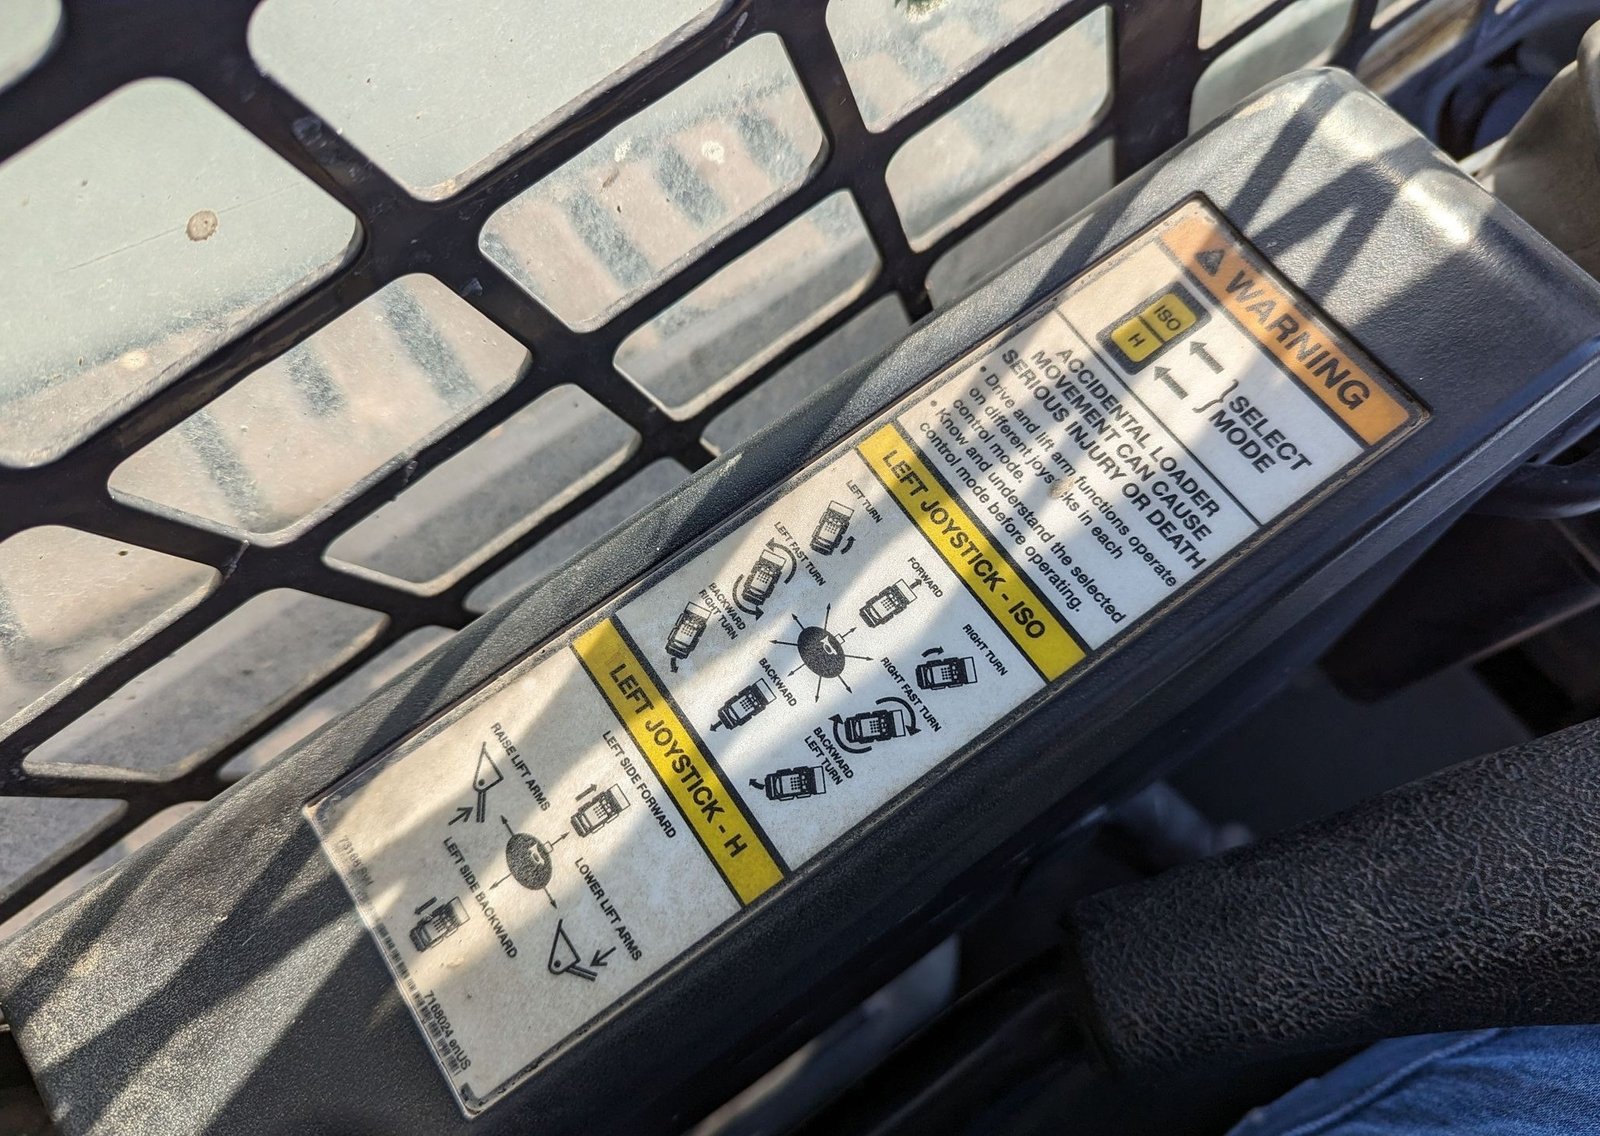 WARNING
ISO
H
SELECT
MODE
ACCIDENTAL LOADER
MOVEMENT CAN CAUSE
SERIOUS INJURY OR DEATH
• Drive and lift arm functions operate
on different joysticks in each
control mode.
• Know and understand the selected
control mode before operating.
LEFT JOYSTICK - ISO
LEFT TURN
FORWARD
RIGHT TURN
LEFT FAST TURN
RIGHT FAST TURN
BACKWARD
RIGHT TURN
BACKWARD
BACKWARD
LEFT TURN
LEFT JOYSTICK - H
RAISE LIFT ARMS
LEFT SIDE FORWARD
LEFT SIDE BACKWARD
LOWER LIFT ARMS
7168024 enUS